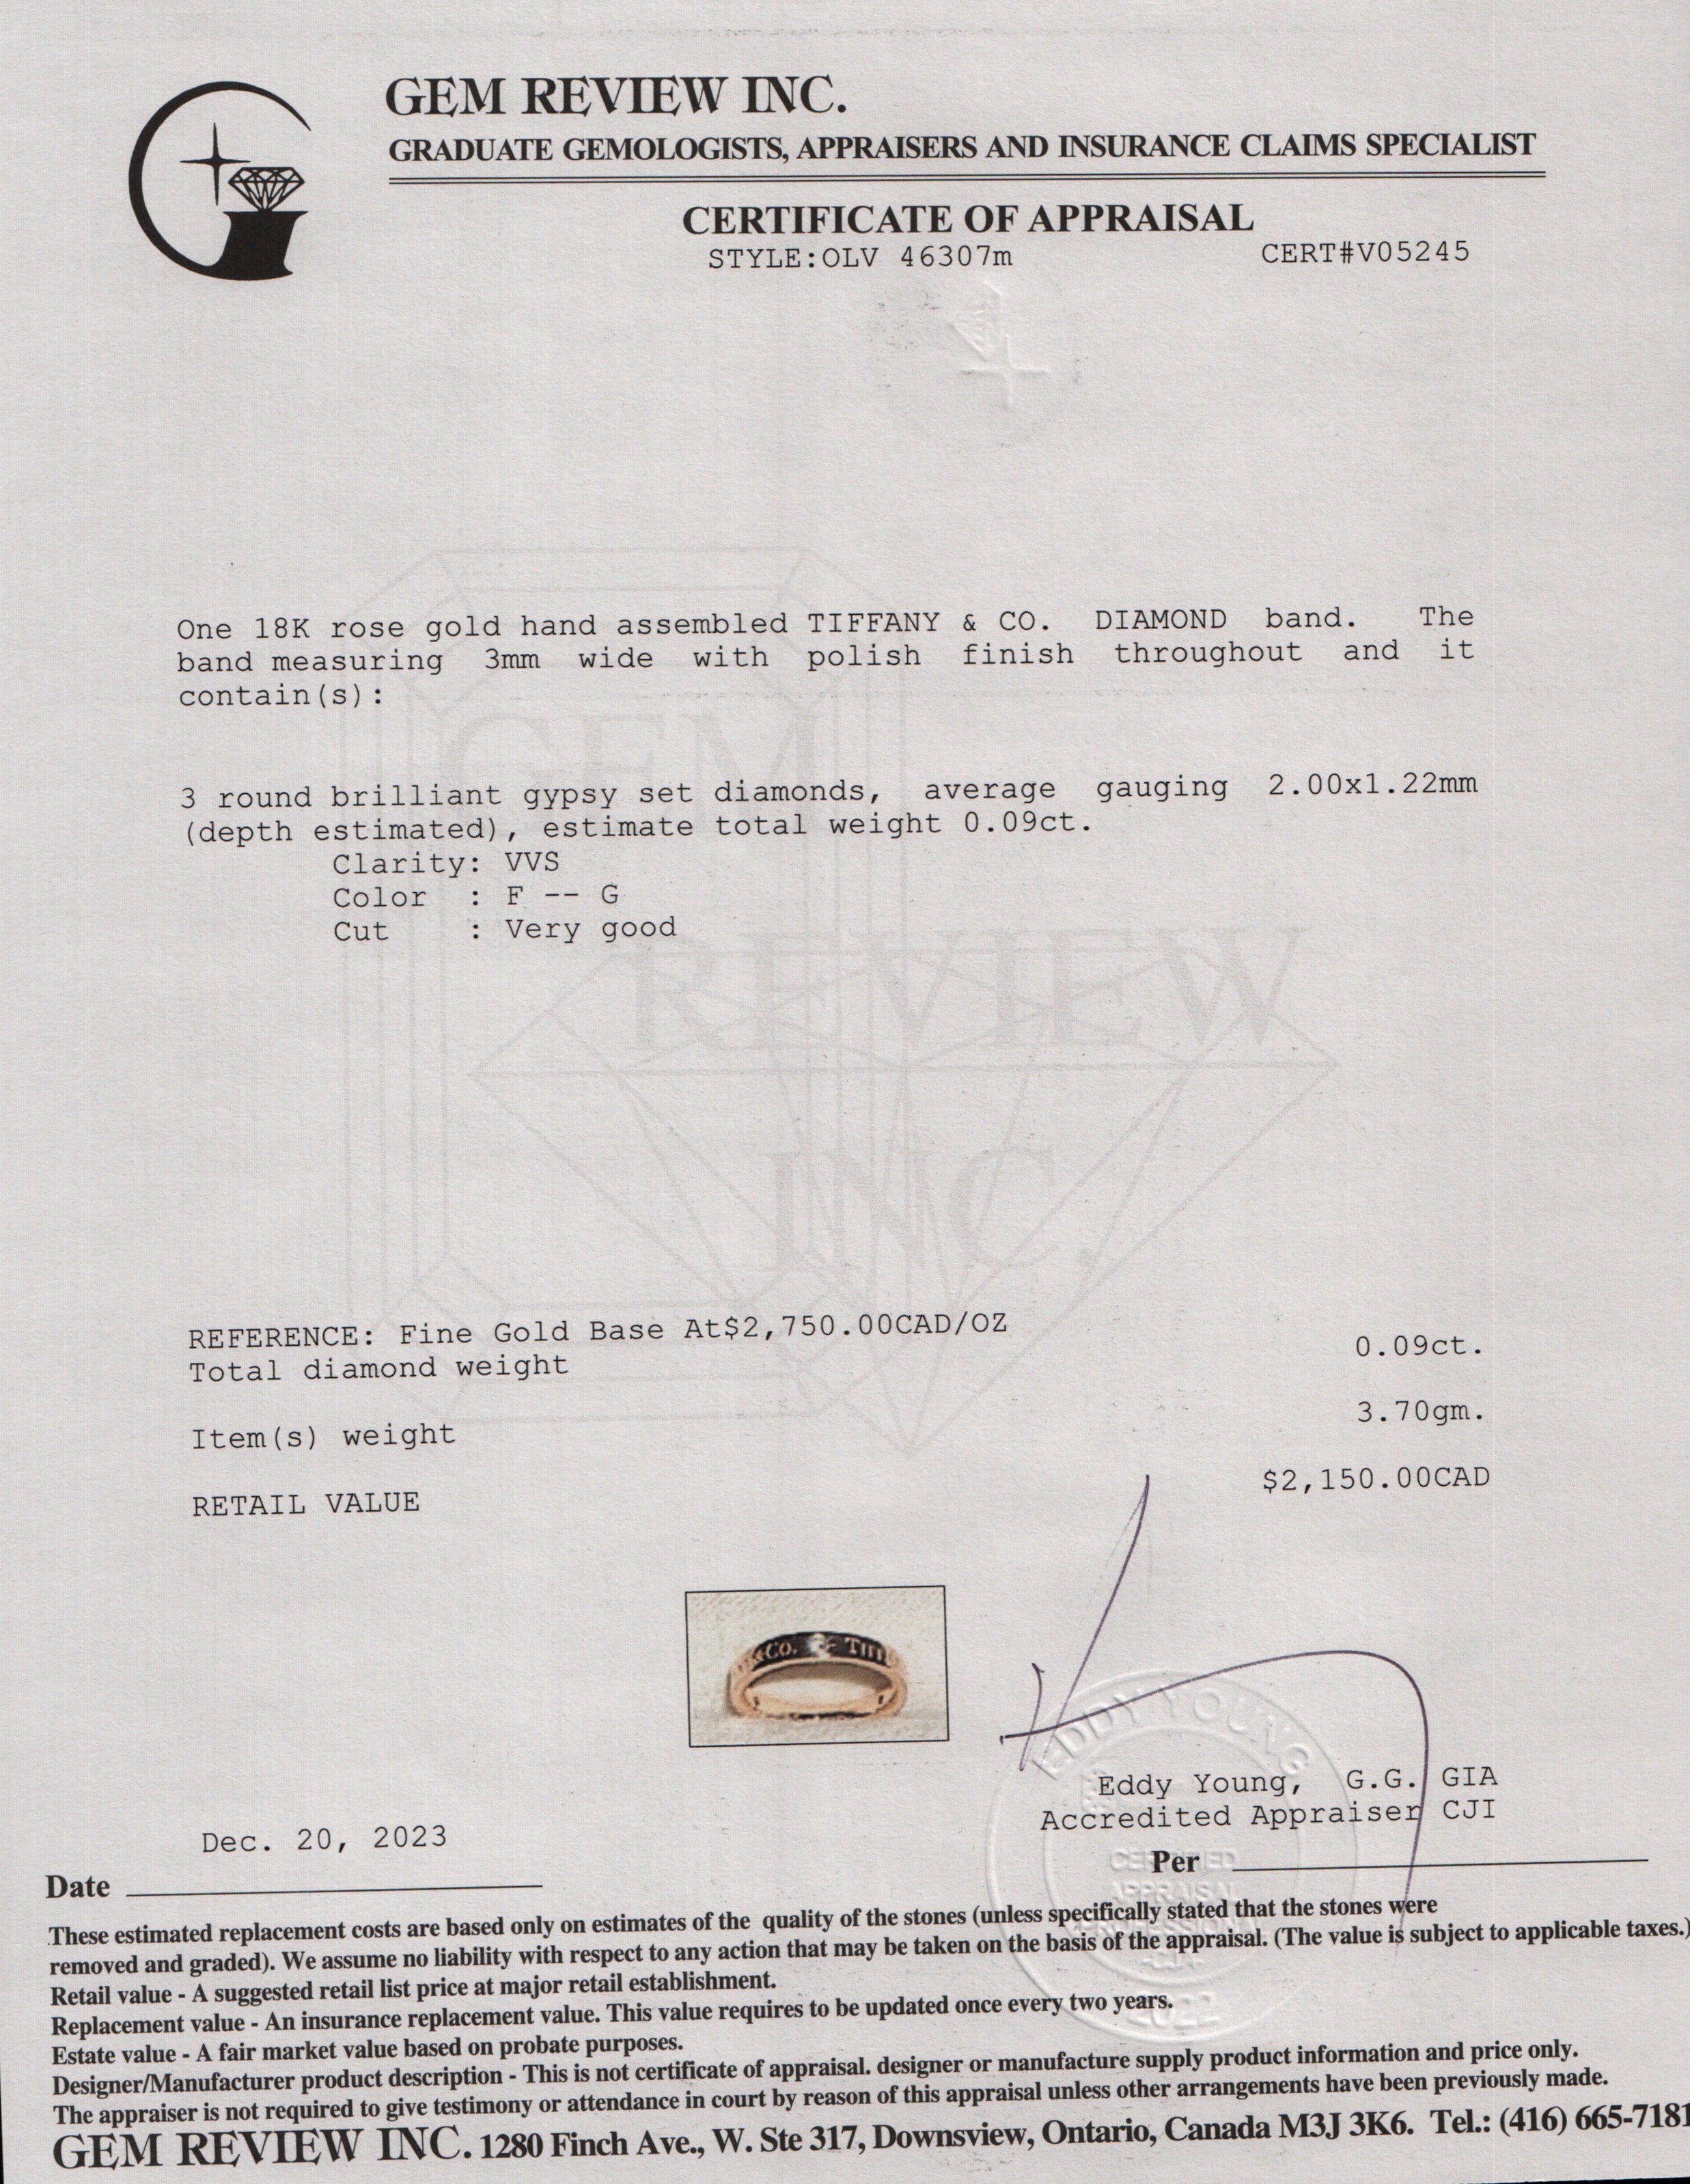 GEM REVIEW INC.
GRADUATE GEMOLOGISTS, APPRAISERS AND INSURANCE CLAIMS SPECIALIST
CERTIFICATE OF APPRAISAL
STYLE:OLV 46307m CERT#V05245
One 18K rose gold hand assembled TIFFANY & CO. DIAMOND band. The
band measuring 3mm wide with polish finish throughout and it
contain(s):
GEM
3 round brilliant gypsy set diamonds, average gauging 2.00x1.22mm
(depth estimated), estimate total weight 0.09ct.
Clarity: VVS
Color : F -- G
Cut : Very good
REVIEW
INC.
REFERENCE: Fine Gold Base At$2,750.00CAD/OZ
Total diamond weight 0.09ct.
Item(s) weight 3.70gm.
RETAIL VALUE $2,150.00CAD
&CO. TIFF
EDDY YOUNG
Eddy Young, G.G. GIA
Accredited Appraiser CJI
Dec. 20, 2023
Date
Per
CERTIFIED
APPRAISAL
2022
These estimated replacement costs are based only on estimates of the quality of the stones (unless specifically stated that the stones were
removed and graded). We assume no liability with respect to any action that may be taken on the basis of the appraisal. (The value is subject to applicable taxes.)
Retail value - A suggested retail list price at major retail establishment.
Replacement value - An insurance replacement value. This value requires to be updated once every two years.
Estate value - A fair market value based on probate purposes.
Designer/Manufacturer product description - This is not certificate of appraisal. designer or manufacture supply product information and price only.
The appraiser is not required to give testimony or attendance in court by reason of this appraisal unless other arrangements have been previously made.
GEM REVIEW INC. 1280 Finch Ave., W. Ste 317, Downsview, Ontario, Canada M3J 3K6. Tel.: (416) 665-7181